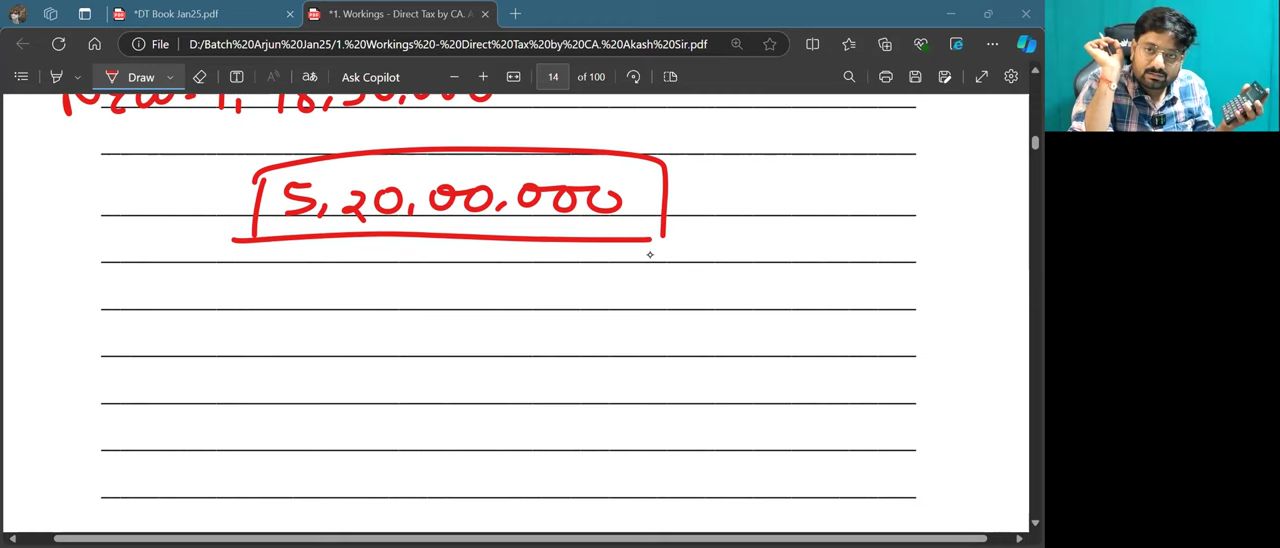 *DT Book Jan25.pdf
*1. Workings - Direct Tax by CA. A
File D:/Batch%20Arjun%20Jan25/1.%20Workings%20-%20Direct%20Tax%20by%20CA.%20Akash%20Sir.pdf
Draw Ask Copilot 14 of 100
5,20,00,000